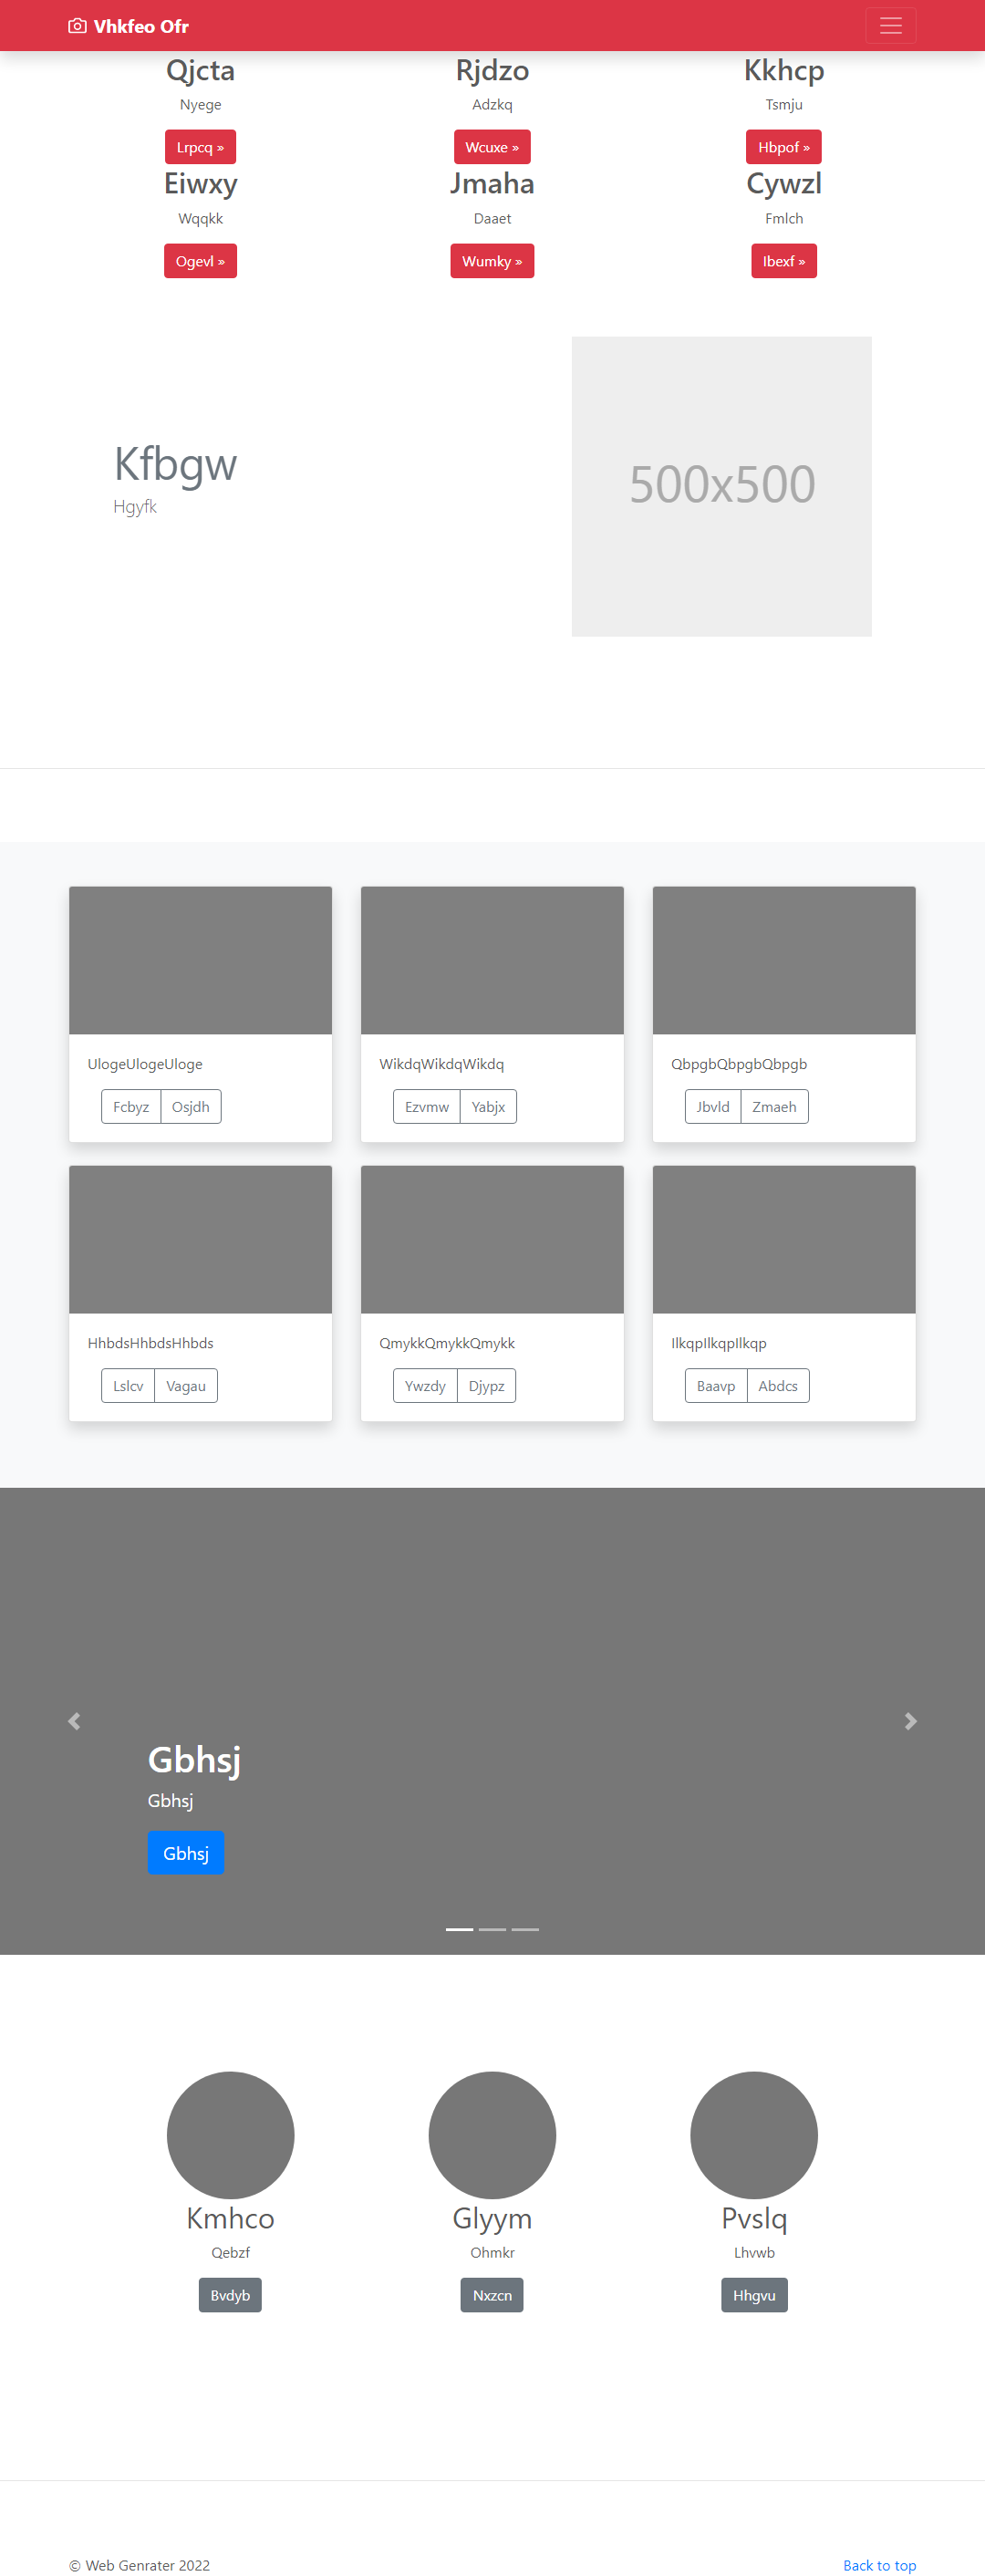 Vhkfeo Ofr
Qjcta Rjdzo Kkhcp
Nyege Adzkq Tsmju
Lrpcq » Wcuxe » Hbpof »
Eiwxy Jmaha Cywzl
Wqqkk Daaet Fmlch
Ogevl » Wumky » Ibexf »
Kfbgw
Hgyfk
500x500
UlogeUlogeUloge WikdqWikdqWikdq QbpgbQbpgbQbpgb
Fcbyz Osjdh Ezvmw Yabjx Jbvld Zmaeh
HhbdsHhbdsHhbds QmykkQmykkQmykk IlkqpIlkqpIlkqp
Lslcv Vagau Ywzdy Djypz Baavp Abdcs
Gbhsj
Gbhsj
Gbhsj
Kmhco Glyym Pvslq
Qebzf Ohmkr Lhvwb
Bvdyb Nxzcn Hhgvu
© Web Genrater 2022 Back to top